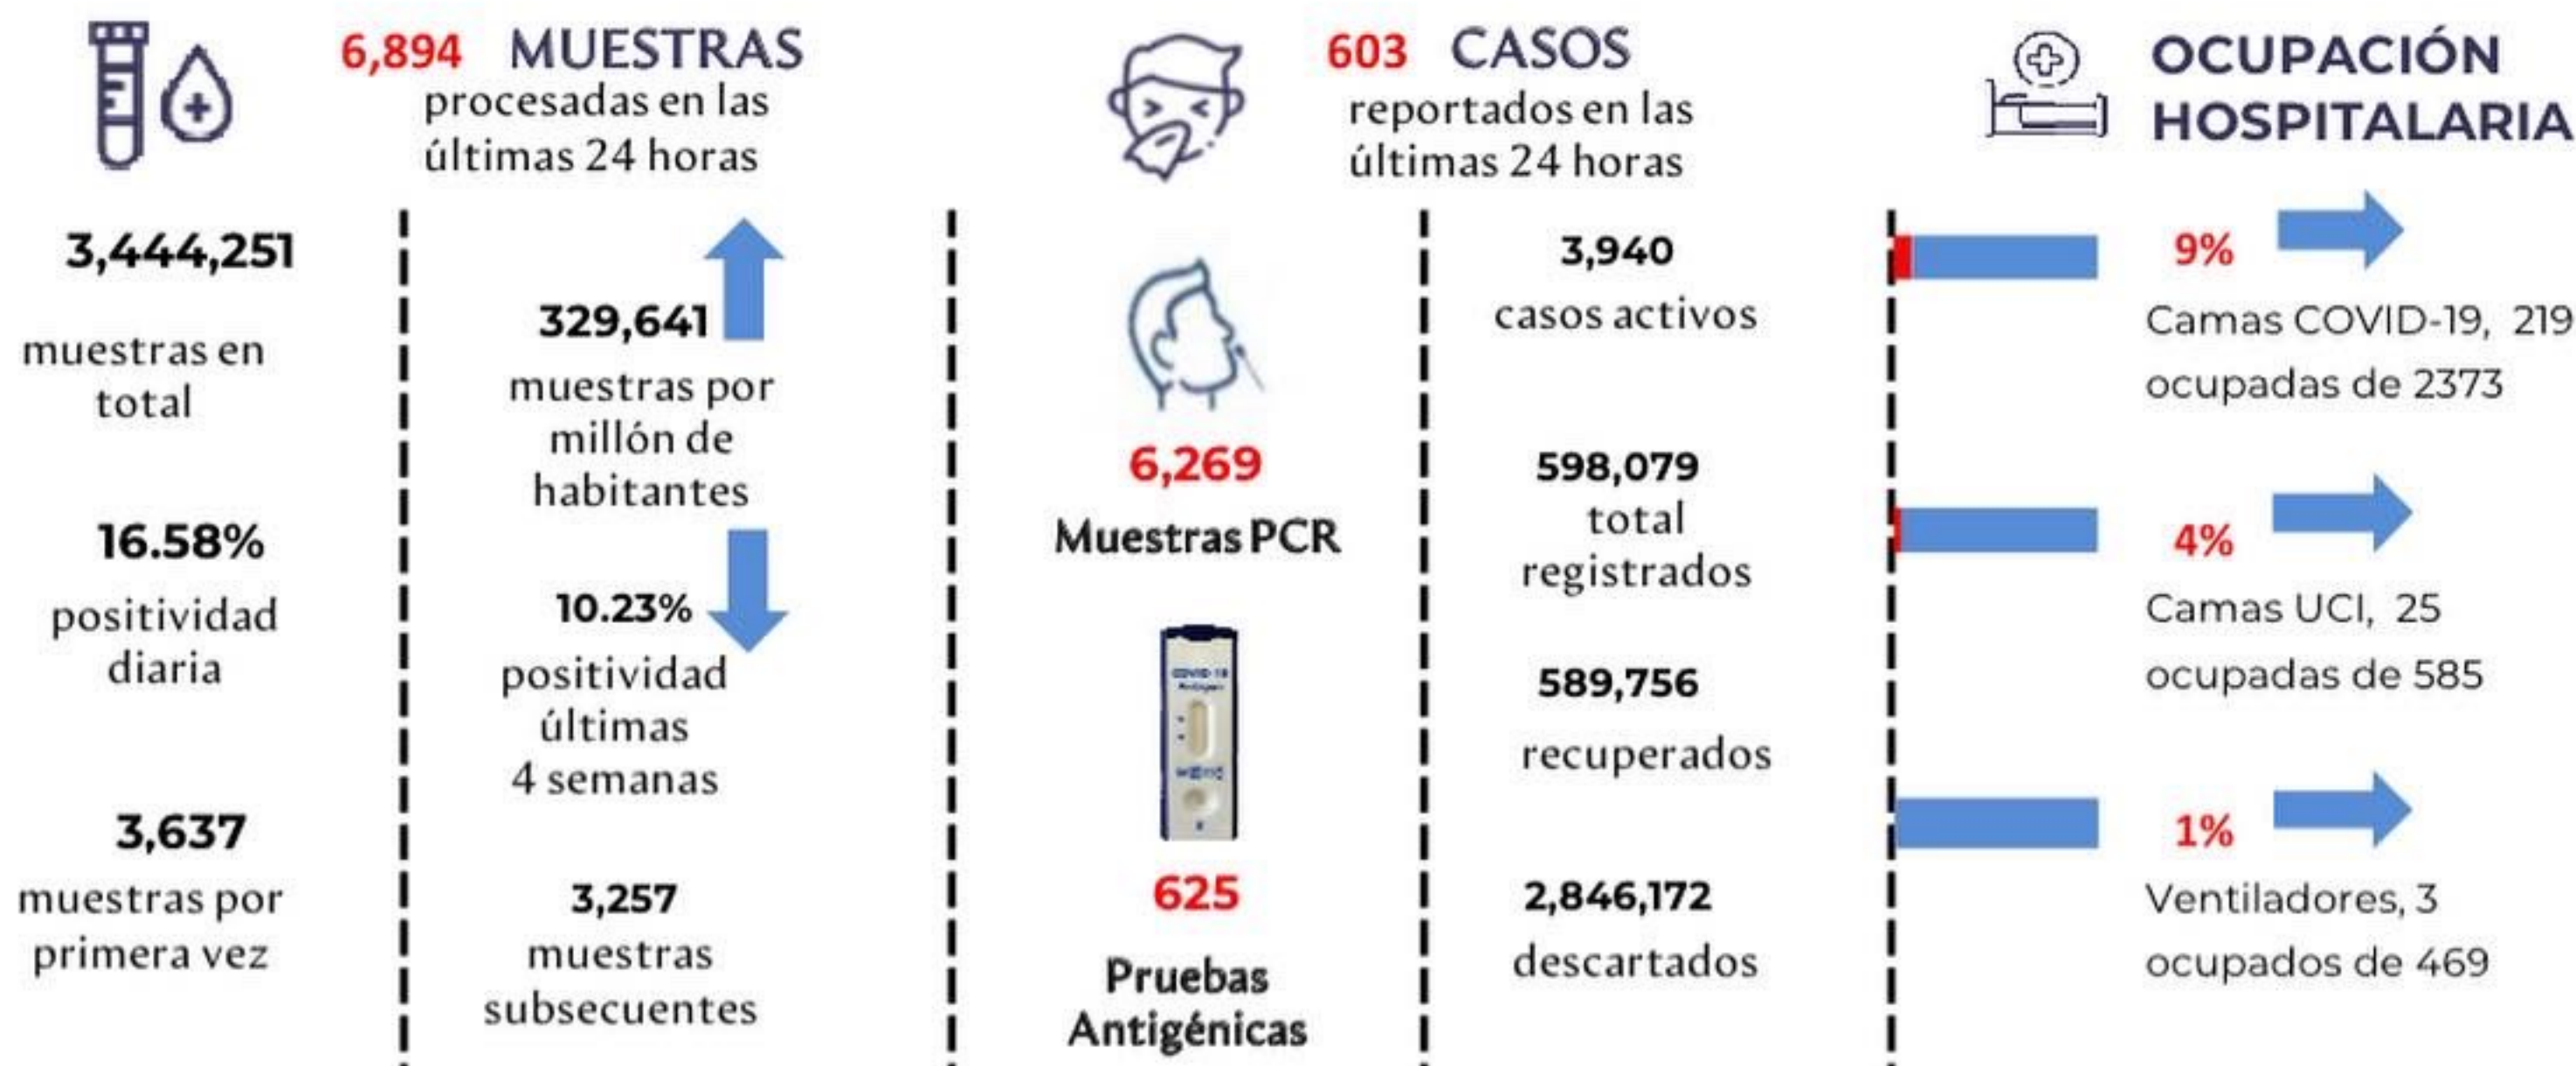 6,894 MUESTRAS
procesadas en las
últimas 24 horas
3,444,251
muestras en
total
16.58%
positividad
diaria
3,637
muestras por
primera vez
329,641
muestras por
millón de
habitantes
10.23%
positividad
últimas
4 semanas
3,257
muestras
subsecuentes
603 CASOS
reportados en las
últimas 24 horas
6,269
Muestras PCR
COVID-19
625
Pruebas
Antigénicas
3,940
casos activos
598,079
total
registrados
589,756
recuperados
2,846,172
descartados
OCUPACIÓN
HOSPITALARIA
9%
Camas COVID-19, 219
ocupadas de 2373
4%
Camas UCI, 25
ocupadas de 585
1%
Ventiladores, 3
ocupados de 469